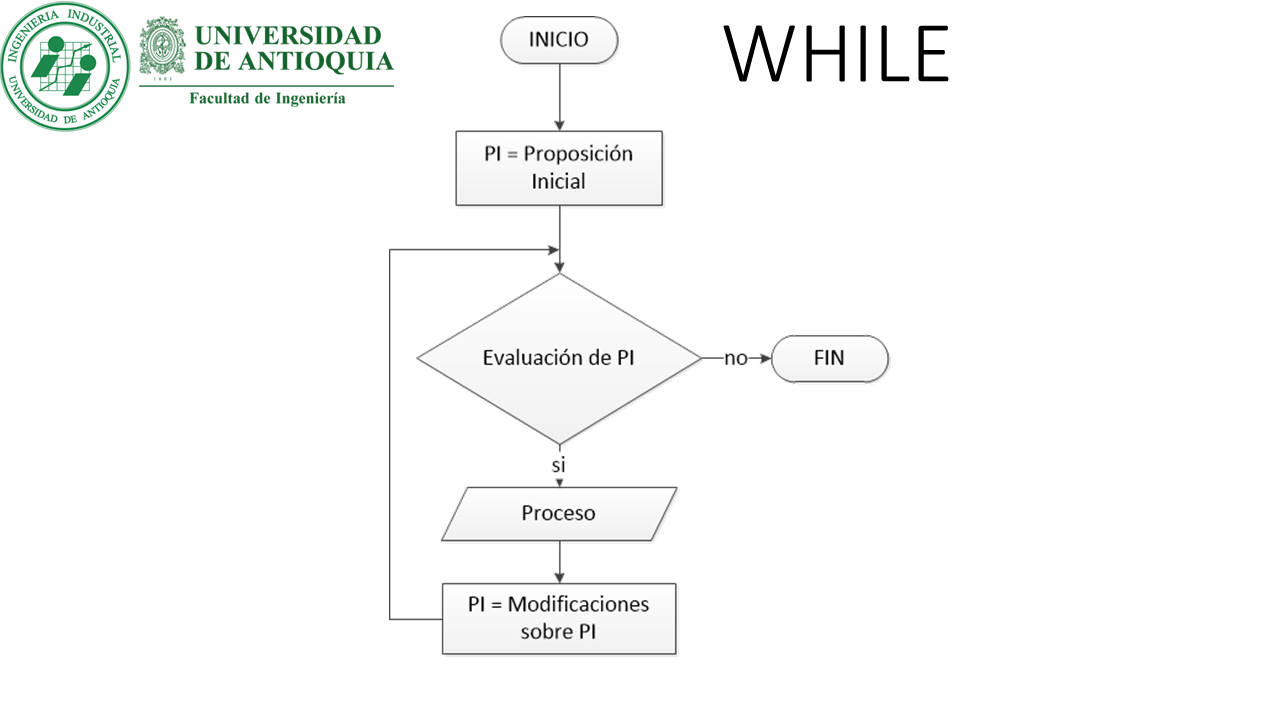 INGENIERIA INDUSTRIAL
UNIVERSIDAD DE ANTIOQUIA
1803
UNIVERSIDAD
DE ANTIOQUIA
Facultad de Ingeniería
WHILE
INICIO
PI = Proposición
Inicial
Evaluación de PI
no
FIN
si
Proceso
PI = Modificaciones
sobre PI